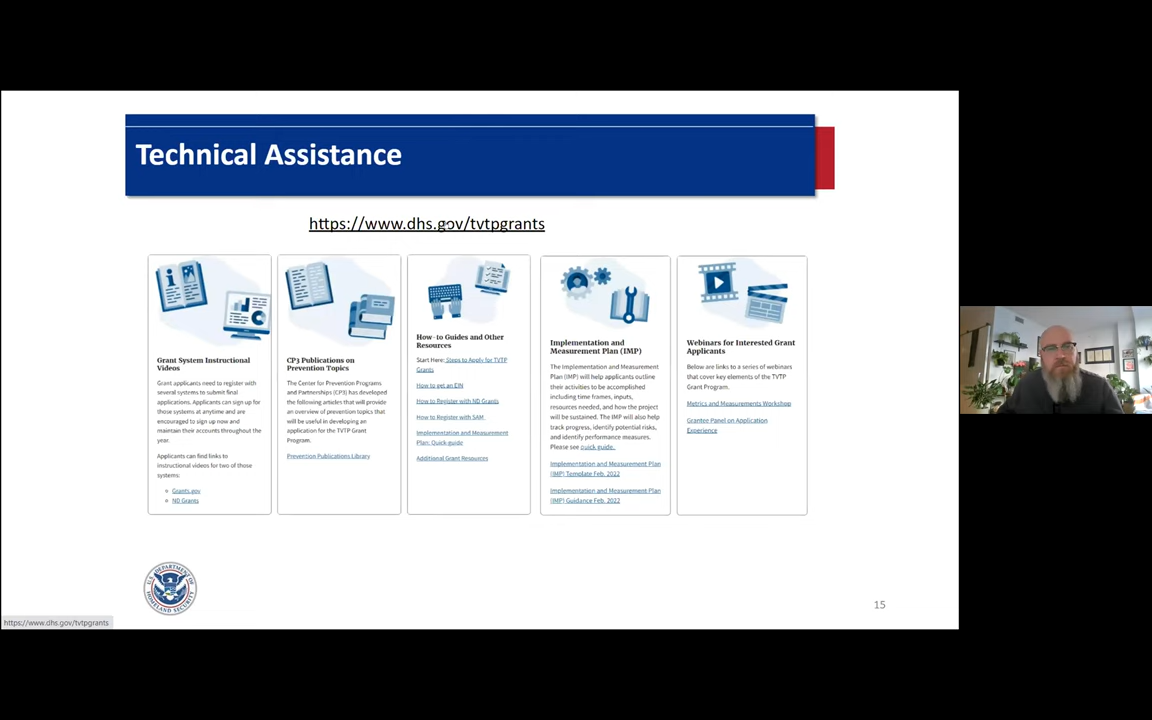 Technical Assistance
https://www.dhs.gov/tvtpgrants
Grant System Instructional
Videos
Grant applicants need to register with
several systems to submit final
applications. Applicants can sign up for
those systems at anytime and are
encouraged to sign up now and
maintain their accounts throughout the
year.
Applicants can find links to
instructional videos for two of those
systems:
Grants.gov
ND Grants
CP3 Publications on
Prevention Topics
The Center for Prevention Programs
and Partnerships (CP3) has developed
the following articles that will provide
an overview of prevention topics that
will be useful in developing an
application for the TVTP Grant
Program.
Prevention Publications Library
How-to Guides and Other
Resources
Start Here: Steps to Apply for TVTP
Grants
How to get an EIN
How to Register with ND Grants
How to Register with SAM
Implementation and Measurement
Plan: Quick-guide
Additional Grant Resources
Implementation and
Measurement Plan (IMP)
The Implementation and Measurement
Plan (IMP) will help applicants outline
their activities to be accomplished
including time frames, inputs,
resources needed, and how the project
will be sustained. The IMP will also help
track progress, identify potential risks,
and identify performance measures.
Please see quick guide.
Implementation and Measurement Plan
(IMP) Template Feb. 2022
Implementation and Measurement Plan
(IMP) Guidance Feb. 2022
Webinars for Interested Grant
Applicants
Below are links to a series of webinars
that cover key elements of the TVTP
Grant Program.
Metrics and Measurements Workshop
Grantee Panel on Application
Experience
U.S. DEPARTMENT OF
HOMELAND SECURITY
15
https://www.dhs.gov/tvtpgrants